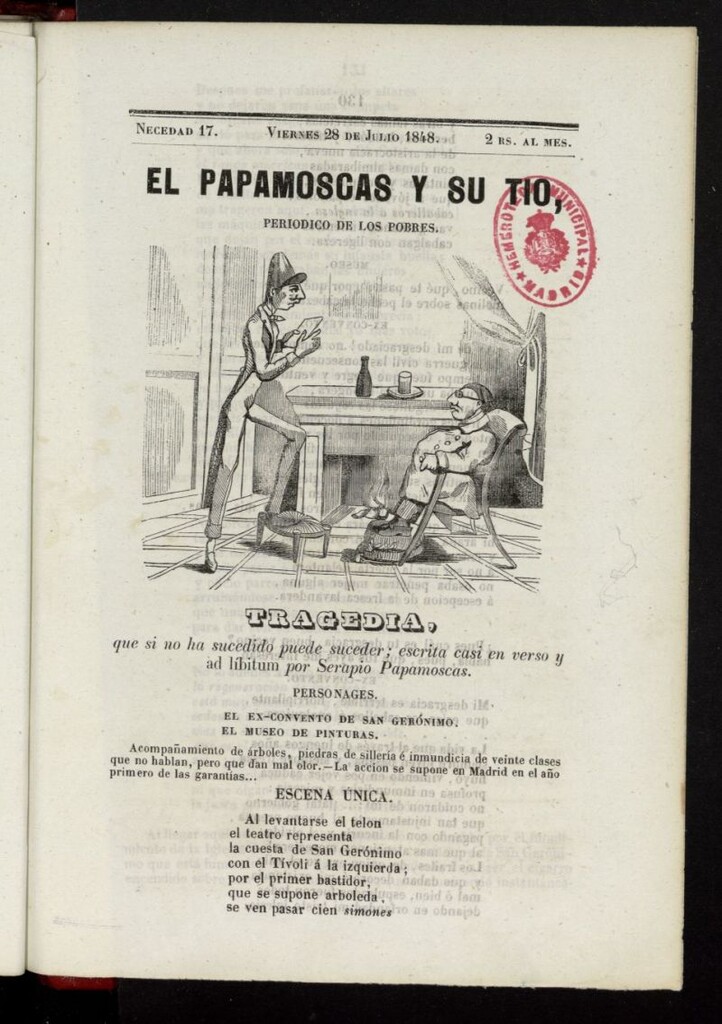 NECEDAD 17. VIERNES 28 DE JULIO 1848. 2 RS. AL MES.
EL PAPAMOSCAS Y SU TIO,
PERIODICO DE LOS POBRES.
HEMEROTECA MUNICIPAL
MADRID
TRAGEDIA,
que si no ha sucedido puede suceder; escrita casi en verso y
ad libitum por Serapio Papamoscas.
PERSONAGES.
EL EX-CONVENTO DE SAN GERÓNIMO.
EL MUSEO DE PINTURAS.
Acompañamiento de árboles, piedras de sillería é inmundicia de veinte clases
que no hablan, pero que dan mal olor.—La accion se supone en Madrid en el año
primero de las garantías...
ESCENA ÚNICA.
Al levantarse el telon
el teatro representa
la cuesta de San Gerónimo
con el Tívoli á la izquierda;
por el primer bastidor,
que se supone arboleda,
se ven pasar cien simones